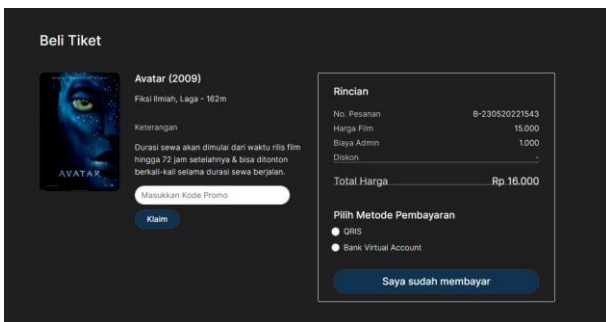 Beli Tiket
AVATAR
Avatar (2009)
Fiksi Ilmiah, Laga - 162m
Keterangan
Durasi sewa akan dimulai dari waktu rilis film
hingga 72 jam setelahnya & bisa ditonton
berkali-kali selama durasi sewa berjalan.
Masukkan Kode Promo
Klaim
Rincian
No. Pesanan B-230520221543
Harga Film 15.000
Biaya Admin 1.000
Diskon -
Total Harga Rp 16.000
Pilih Metode Pembayaran
QRIS
Bank Virtual Account
Saya sudah membayar